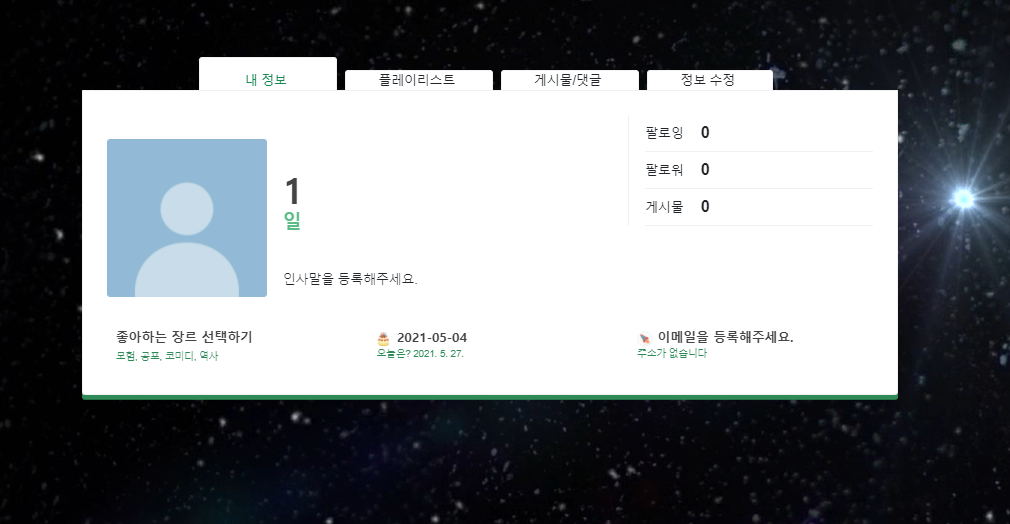 내 정보
플레이리스트
게시물/댓글
정보 수정
1
일
인사말을 등록해주세요.
팔로잉 0
팔로워 0
게시물 0
좋아하는 장르 선택하기
모험, 공포, 코미디, 역사
2021-05-04
오늘은? 2021. 5. 27.
이메일을 등록해주세요.
주소가 없습니다